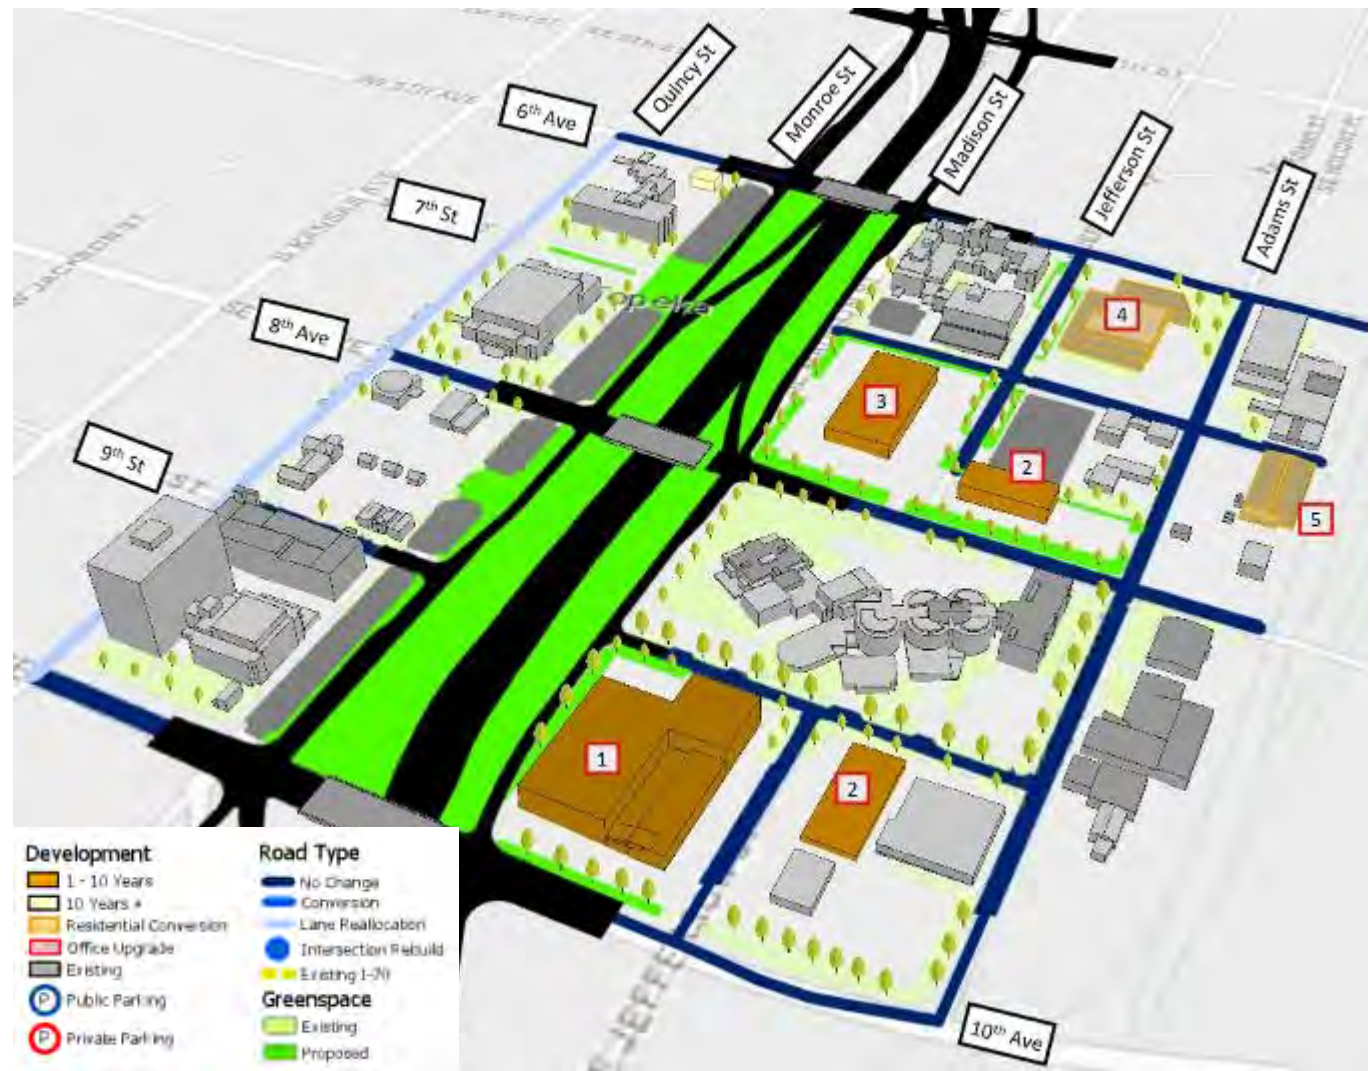 Quincy St
Monroe St
Madison St
Jefferson St
Adams St
6th Ave
7th St
8th Ave
9th St
4
3
2
5
1
2
10th Ave
Development
1 - 10 Years
10 Years +
Residential Conversion
Office Upgrade
Existing
P Public Parking
P Private Parking
Road Type
No Change
Conversion
Lane Reallocation
Intersection Rebuild
Existing I-70
Greenspace
Existing
Proposed